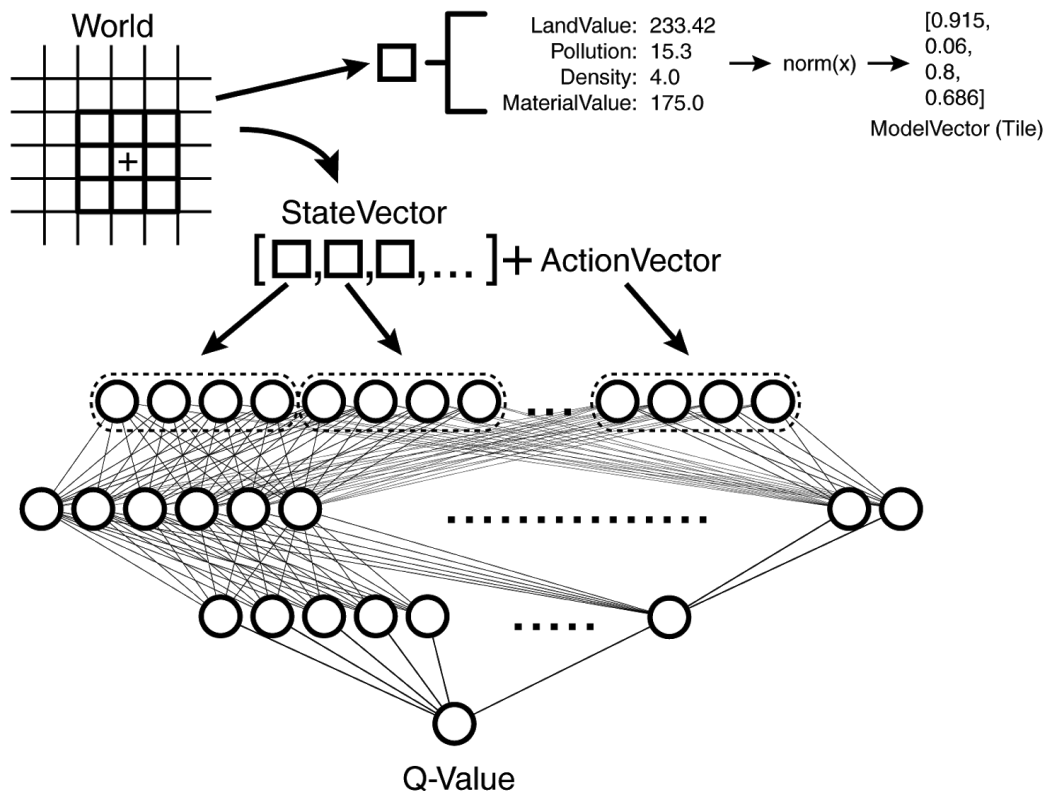 World
+
LandValue: 233.42
Pollution: 15.3
Density: 4.0
MaterialValue: 175.0
norm(x)
[0.915,
0.06,
0.8,
0.686]
ModelVector (Tile)
StateVector
[ , , , ... ] + ActionVector
Q-Value